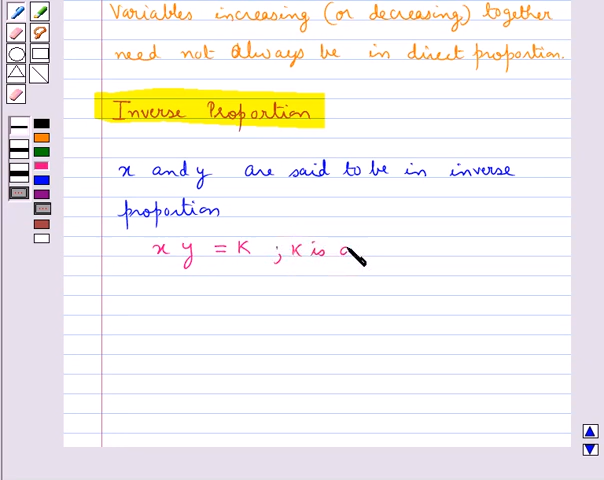 Variables increasing (or decreasing) together
need not always be in direct proportion.
Inverse Proportion
x and y are said to be in inverse
proportion
x y = K ; K is a